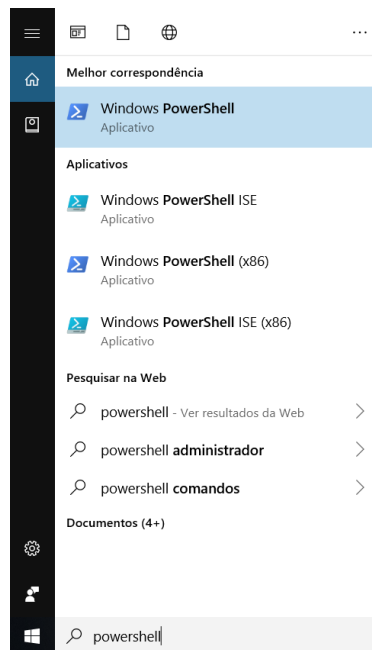 Melhor correspondência
Windows PowerShell
Aplicativo
Aplicativos
Windows PowerShell ISE
Aplicativo
Windows PowerShell (x86)
Aplicativo
Windows PowerShell ISE (x86)
Aplicativo
Pesquisar na Web
powershell - Ver resultados da Web
powershell administrador
powershell comandos
Documentos (4+)
powershell